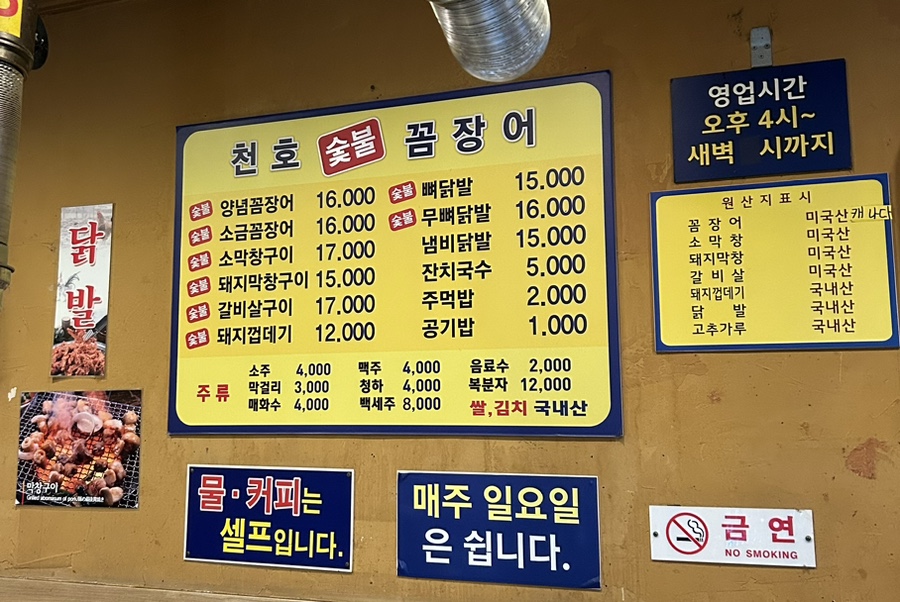 천호 숯불 꼼장어
숯불 양념꼼장어 16.000
숯불 소금꼼장어 16.000
숯불 소막창구이 17.000
숯불 돼지막창구이 15.000
숯불 갈비살구이 17.000
숯불 돼지껍데기 12.000
숯불 뼈닭발 15.000
숯불 무뼈닭발 16.000
냄비닭발 15.000
잔치국수 5.000
주먹밥 2.000
공기밥 1.000
주류
소주 4,000 맥주 4,000 음료수 2,000
막걸리 3,000 청하 4,000 복분자 12,000
매화수 4,000 백세주 8,000 쌀,김치 국내산
영업시간
오후 4시~
새벽 시까지
원산지표시
꼼장어 미국산 캐나다
소막창 미국산
돼지막창 미국산
갈비살 미국산
돼지껍데기 국내산
닭발 국내산
고추가루 국내산
닭발
막창구이
물·커피는
셀프입니다.
매주 일요일
은 쉽니다.
금연
NO SMOKING